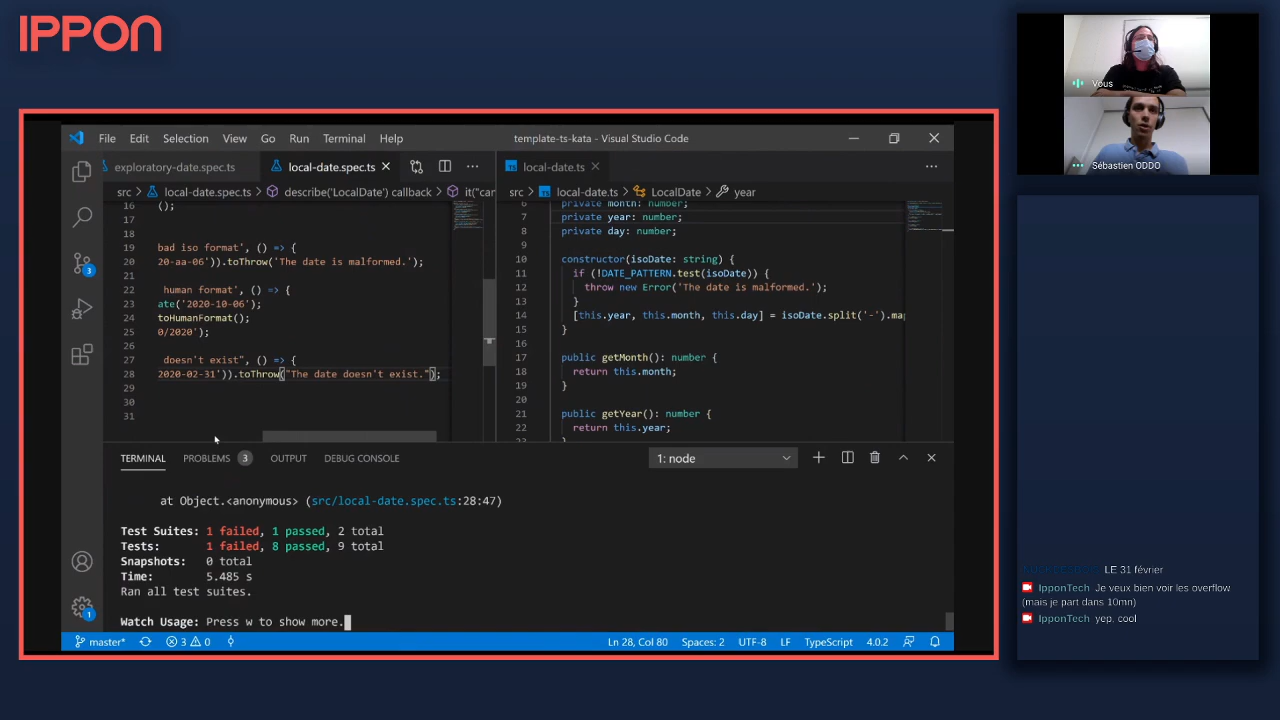 IPPON
Vous
Sébastien ODDO
File Edit Selection View Go Run Terminal Help
template-ts-kata - Visual Studio Code
exploratory-date.spec.ts
local-date.spec.ts
local-date.ts
src > local-date.spec.ts > describe('LocalDate') callback > it("can
src > local-date.ts > LocalDate > year
16 ();
17
18
19 bad iso format', () => {
20 20-aa-06')).toThrow('The date is malformed.');
21
22 human format', () => {
23 ate('2020-10-06');
24 toHumanFormat();
25 0/2020');
26
27 doesn't exist", () => {
28 2020-02-31')).toThrow("The date doesn't exist.");
29
30
31
6 private month: number;
7 private year: number;
8 private day: number;
9
10 constructor(isoDate: string) {
11 if (!DATE_PATTERN.test(isoDate)) {
12 throw new Error('The date is malformed.');
13 }
14 [this.year, this.month, this.day] = isoDate.split('-').map
15 }
16
17 public getMonth(): number {
18 return this.month;
19 }
20
21 public getYear(): number {
22 return this.year;
23 }
TERMINAL PROBLEMS 3 OUTPUT DEBUG CONSOLE
1: node
at Object.<anonymous> (src/local-date.spec.ts:28:47)
Test Suites: 1 failed, 1 passed, 2 total
Tests: 1 failed, 8 passed, 9 total
Snapshots: 0 total
Time: 5.485 s
Ran all test suites.
Watch Usage: Press w to show more.
3
1
master* 3 0
Ln 28, Col 80 Spaces: 2 UTF-8 LF TypeScript 4.0.2
LE 31 février
IpponTech Je veux bien voir les overflow
(mais je part dans 10mn)
IpponTech yep, cool